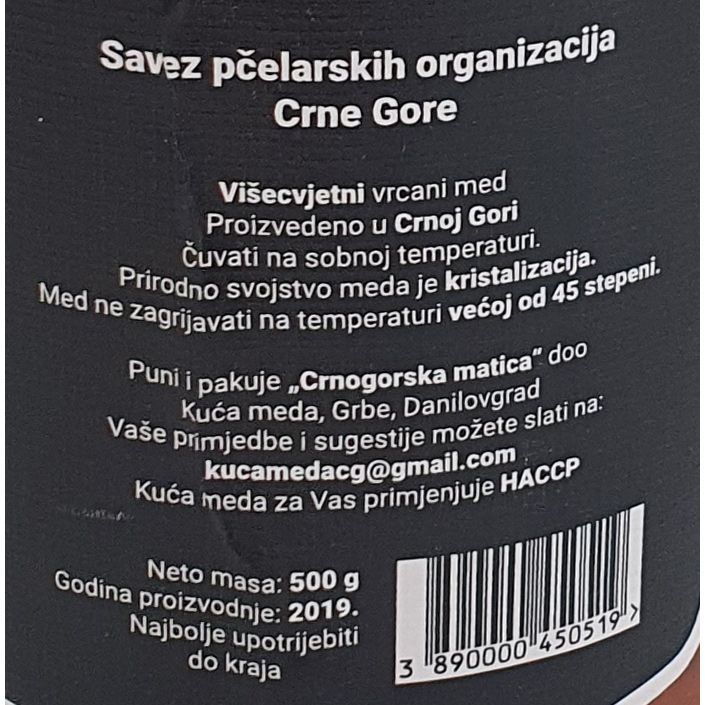 Savez pčelarskih organizacija
Crne Gore
Višecvjetni vrcani med
Proizvedeno u Crnoj Gori
Čuvati na sobnoj temperaturi.
Prirodno svojstvo meda je kristalizacija.
Med ne zagrijavati na temperaturi većoj od 45 stepeni.
Puni i pakuje „Crnogorska matica“ doo
Kuća meda, Grbe, Danilovgrad
Vaše primjedbe i sugestije možete slati na:
kucamedacg@gmail.com
Kuća meda za Vas primjenjuje HACCP
Neto masa: 500 g
Godina proizvodnje: 2019.
Najbolje upotrijebiti
do kraja
3 890000 450519 >